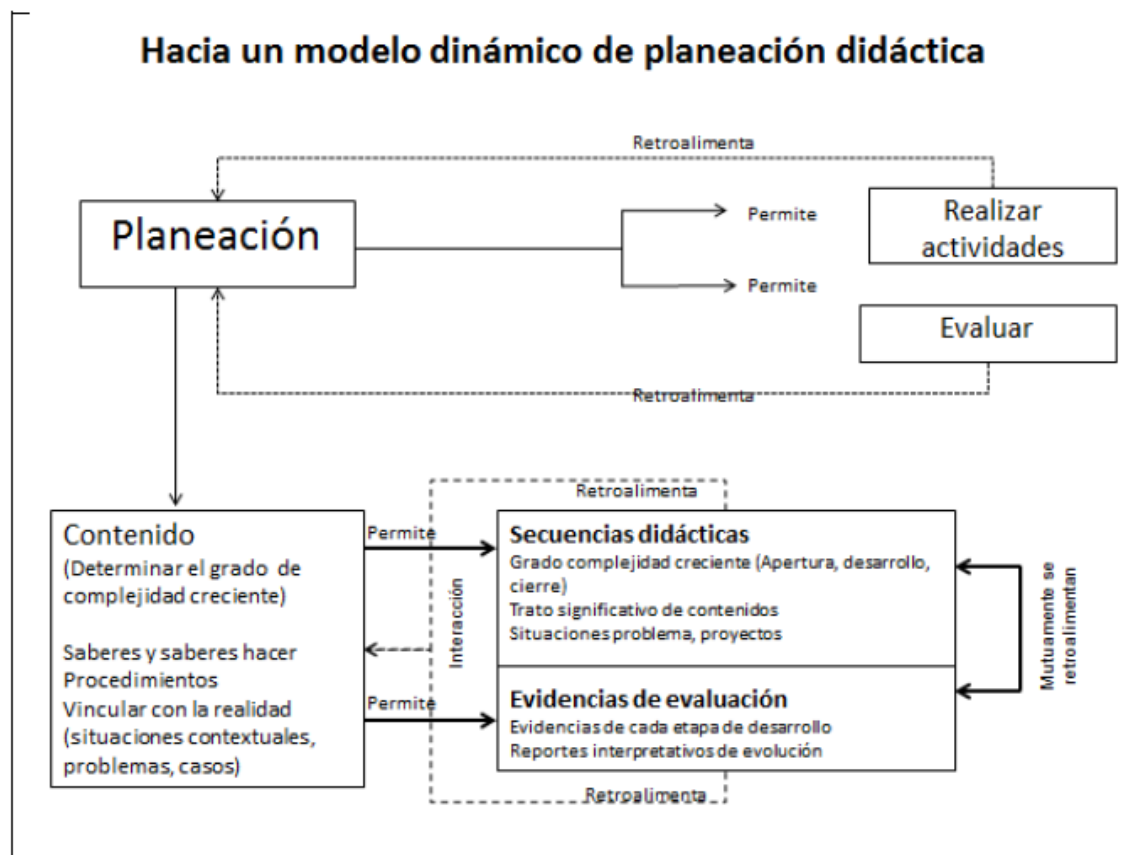 Hacia un modelo dinámico de planeación didáctica
Retroalimenta
Planeación
Permite
Realizar
actividades
Permite
Evaluar
Retroalimenta
Retroalimenta
Contenido
(Determinar el grado de
complejidad creciente)
Saberes y saberes hacer
Procedimientos
Vincular con la realidad
(situaciones contextuales,
problemas, casos)
Permite
Permite
Interacción
Secuencias didácticas
Grado complejidad creciente (Apertura, desarrollo,
cierre)
Trato significativo de contenidos
Situaciones problema, proyectos
Evidencias de evaluación
Evidencias de cada etapa de desarrollo
Reportes interpretativos de evolución
Mutuamente se
retroalimentan
Retroalimenta